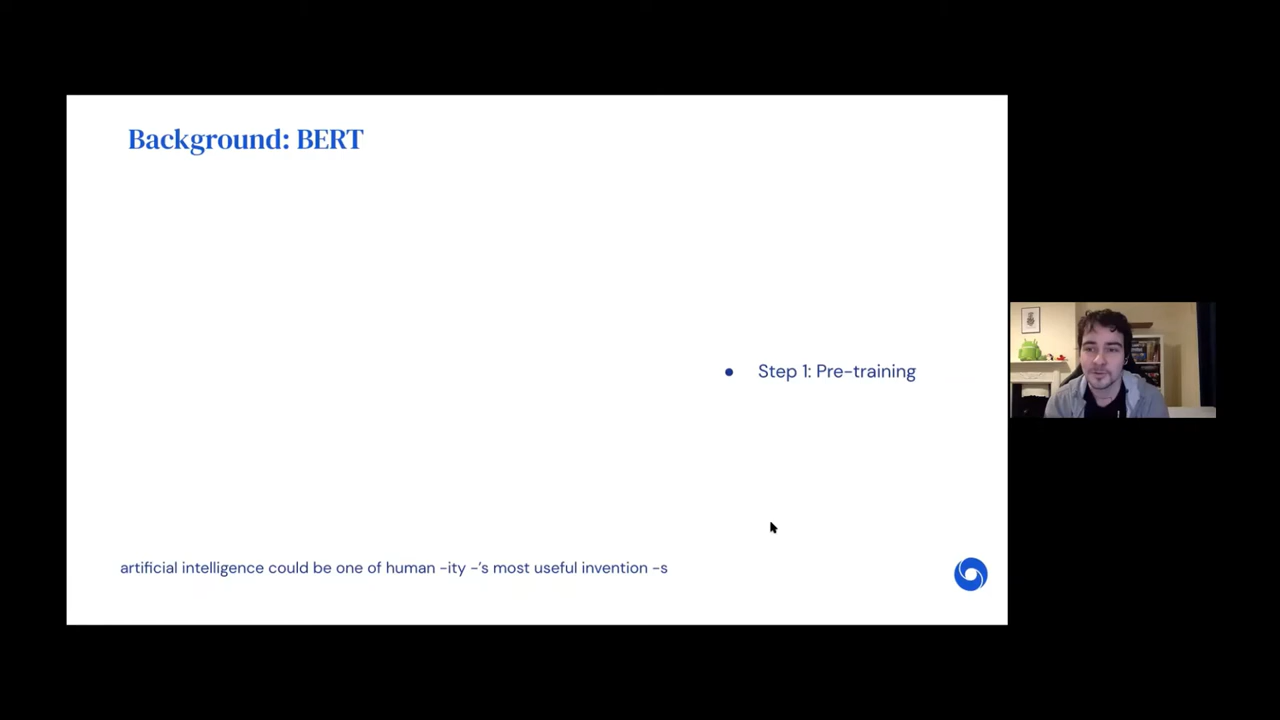 Background: BERT
Step 1: Pre-training
artificial intelligence could be one of human -ity -’s most useful invention -s